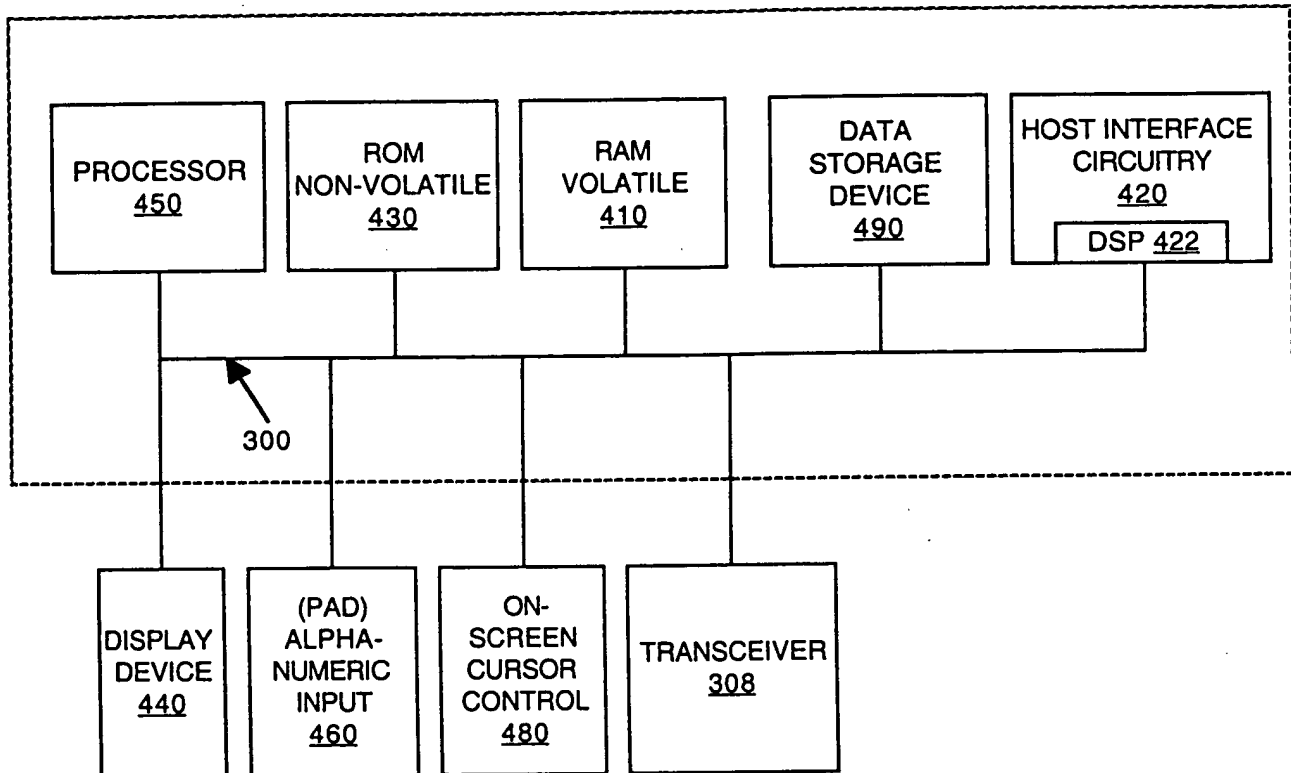 PROCESSOR
450
ROM
NON-VOLATILE
430
RAM
VOLATILE
410
DATA
STORAGE
DEVICE
490
HOST INTERFACE
CIRCUITRY
420
DSP 422
300
DISPLAY
DEVICE
440
(PAD)
ALPHA-
NUMERIC
INPUT
460
ON-
SCREEN
CURSOR
CONTROL
480
TRANSCEIVER
308